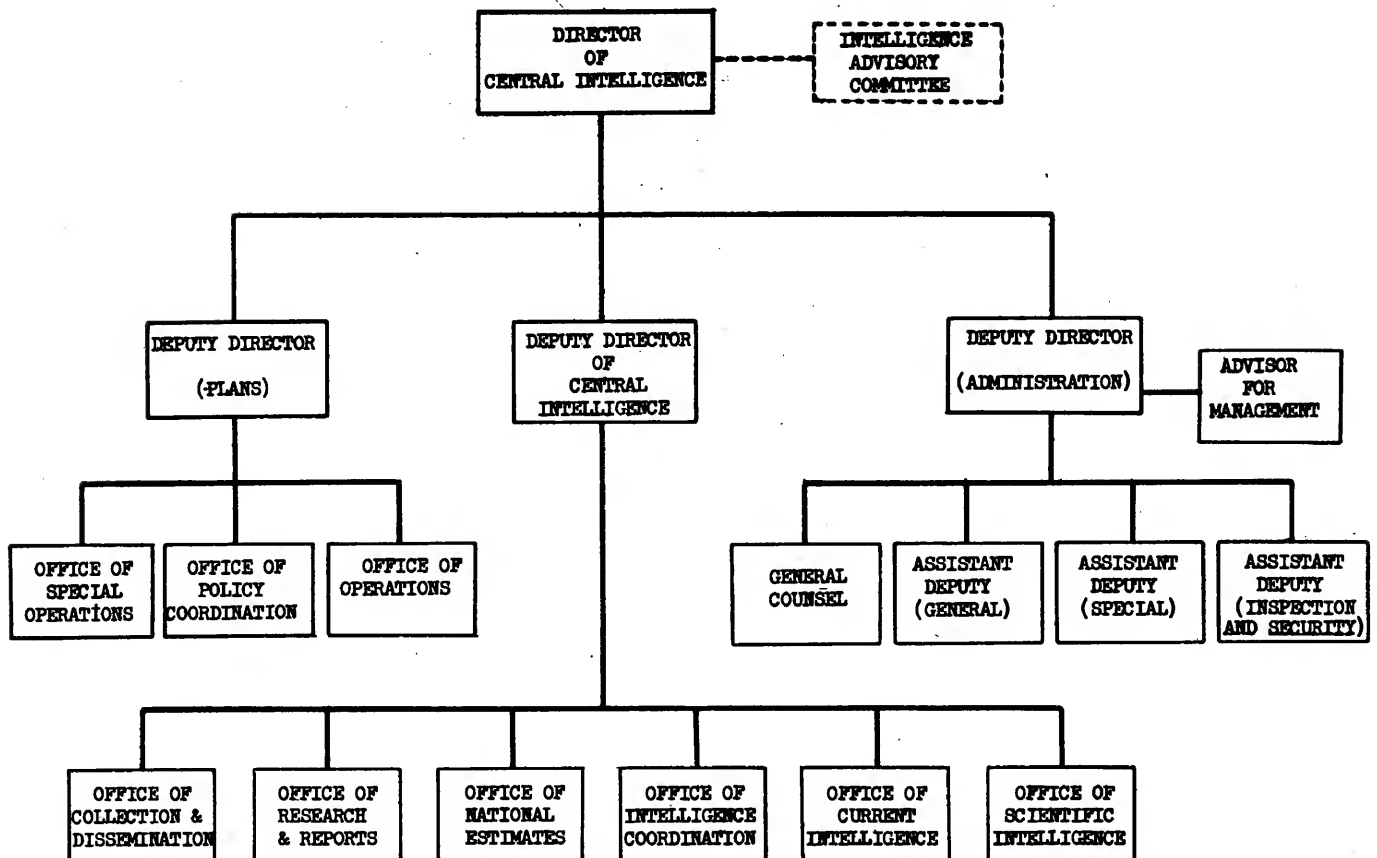 DIRECTOR
OF
CENTRAL INTELLIGENCE
INTELLIGENCE
ADVISORY
COMMITTEE
DEPUTY DIRECTOR
(PLANS)
DEPUTY DIRECTOR
OF
CENTRAL
INTELLIGENCE
DEPUTY DIRECTOR
(ADMINISTRATION)
ADVISOR
FOR
MANAGEMENT
OFFICE OF
SPECIAL
OPERATIONS
OFFICE OF
POLICY
COORDINATION
OFFICE OF
OPERATIONS
GENERAL
COUNSEL
ASSISTANT
DEPUTY
(GENERAL)
ASSISTANT
DEPUTY
(SPECIAL)
ASSISTANT
DEPUTY
(INSPECTION
AND SECURITY)
OFFICE OF
COLLECTION &
DISSEMINATION
OFFICE OF
RESEARCH
& REPORTS
OFFICE OF
NATIONAL
ESTIMATES
OFFICE OF
INTELLIGENCE
COORDINATION
OFFICE OF
CURRENT
INTELLIGENCE
OFFICE OF
SCIENTIFIC
INTELLIGENCE